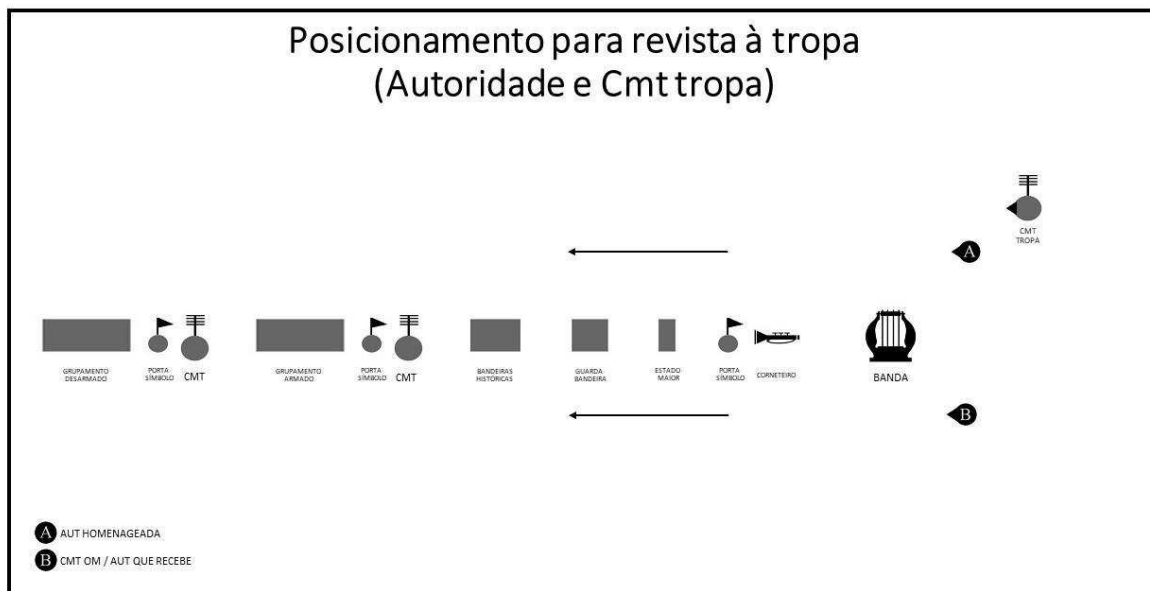 Posicionamento para revista à tropa
(Autoridade e Cmt tropa)
CMT
TROPA
A
GRUPAMENTO
DESARMADO
PORTA
SÍMBOLO
CMT
GRUPAMENTO
ARMADO
PORTA
SÍMBOLO
CMT
BANDEIRAS
HISTÓRICAS
GUARDA
BANDEIRA
ESTADO
MAIOR
PORTA
SÍMBOLO
CORNETEIRO
BANDA
B
A AUT HOMENAGEADA
B CMT OM / AUT QUE RECEBE